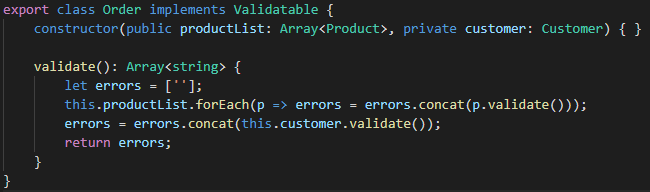 export class Order implements Validatable {
    constructor(public productList: Array<Product>, private customer: Customer) { }

    validate(): Array<string> {
        let errors = [''];
        this.productList.forEach(p => errors = errors.concat(p.validate()));
        errors = errors.concat(this.customer.validate());
        return errors;
    }
}